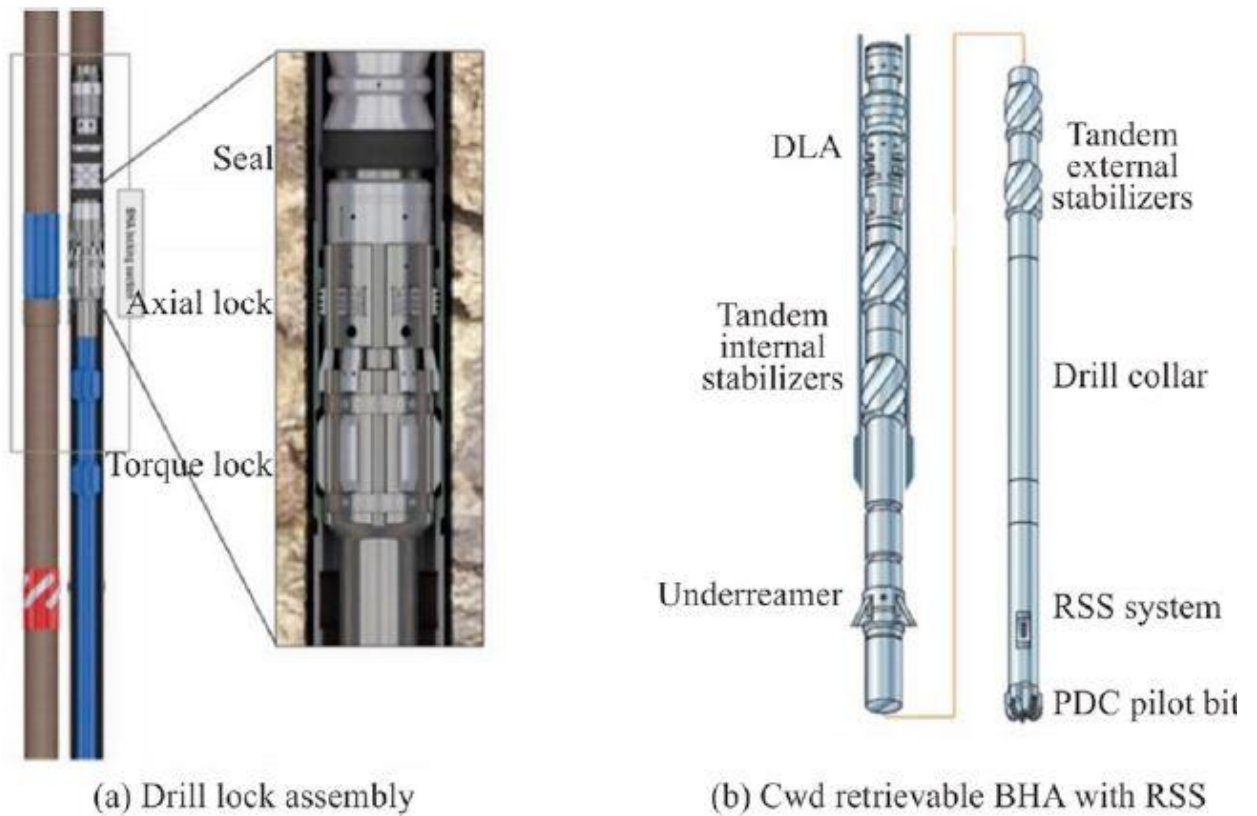 Seal
Axial lock
Torque lock
(a) Drill lock assembly
DLA
Tandem
internal
stabilizers
Underreamer
Tandem
external
stabilizers
Drill collar
RSS system
PDC pilot bit
(b) Cwd retrievable BHA with RSS